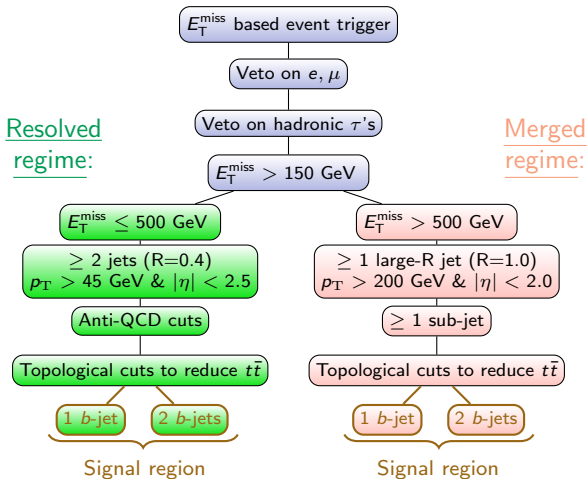 E_T^miss based event trigger
Veto on e, μ
Veto on hadronic τ's
E_T^miss > 150 GeV
Resolved
regime:
Merged
regime:
E_T^miss ≤ 500 GeV
≥ 2 jets (R=0.4)
p_T > 45 GeV & |η| < 2.5
Anti-QCD cuts
Topological cuts to reduce tt̄
1 b-jet
2 b-jets
Signal region
E_T^miss > 500 GeV
≥ 1 large-R jet (R=1.0)
p_T > 200 GeV & |η| < 2.0
≥ 1 sub-jet
Topological cuts to reduce tt̄
1 b-jet
2 b-jets
Signal region